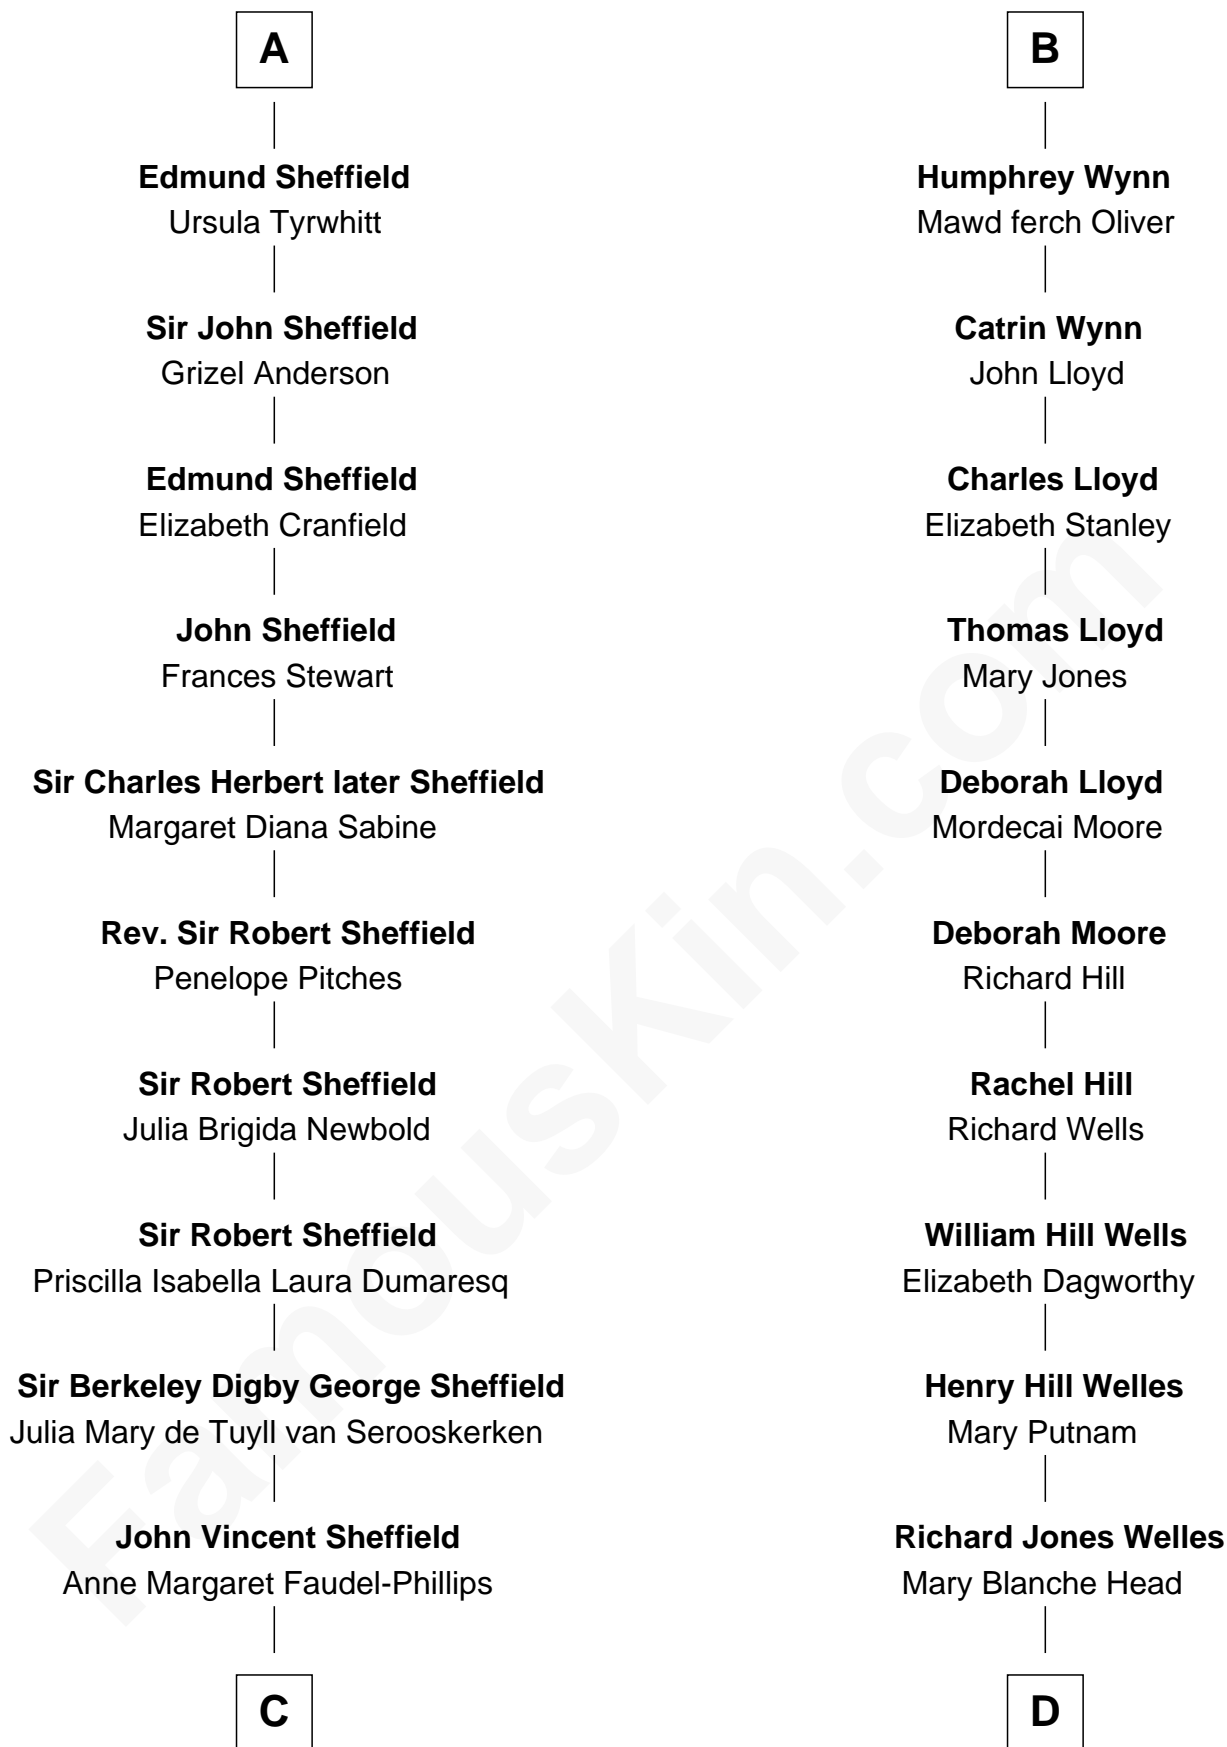 A
Edmund Sheffield
Ursula Tyrwhitt
Sir John Sheffield
Grizel Anderson
Edmund Sheffield
Elizabeth Cranfield
John Sheffield
Frances Stewart
Sir Charles Herbert later Sheffield
Margaret Diana Sabine
Rev. Sir Robert Sheffield
Penelope Pitches
Sir Robert Sheffield
Julia Brigida Newbold
Sir Robert Sheffield
Priscilla Isabella Laura Dumaresq
Sir Berkeley Digby George Sheffield
Julia Mary de Tuyll van Serooskerken
John Vincent Sheffield
Anne Margaret Faudel-Phillips
C
B
Humphrey Wynn
Mawd ferch Oliver
Catrin Wynn
John Lloyd
Charles Lloyd
Elizabeth Stanley
Thomas Lloyd
Mary Jones
Deborah Lloyd
Mordecai Moore
Deborah Moore
Richard Hill
Rachel Hill
Richard Wells
William Hill Wells
Elizabeth Dagworthy
Henry Hill Welles
Mary Putnam
Richard Jones Welles
Mary Blanche Head
D
FamousKin.com